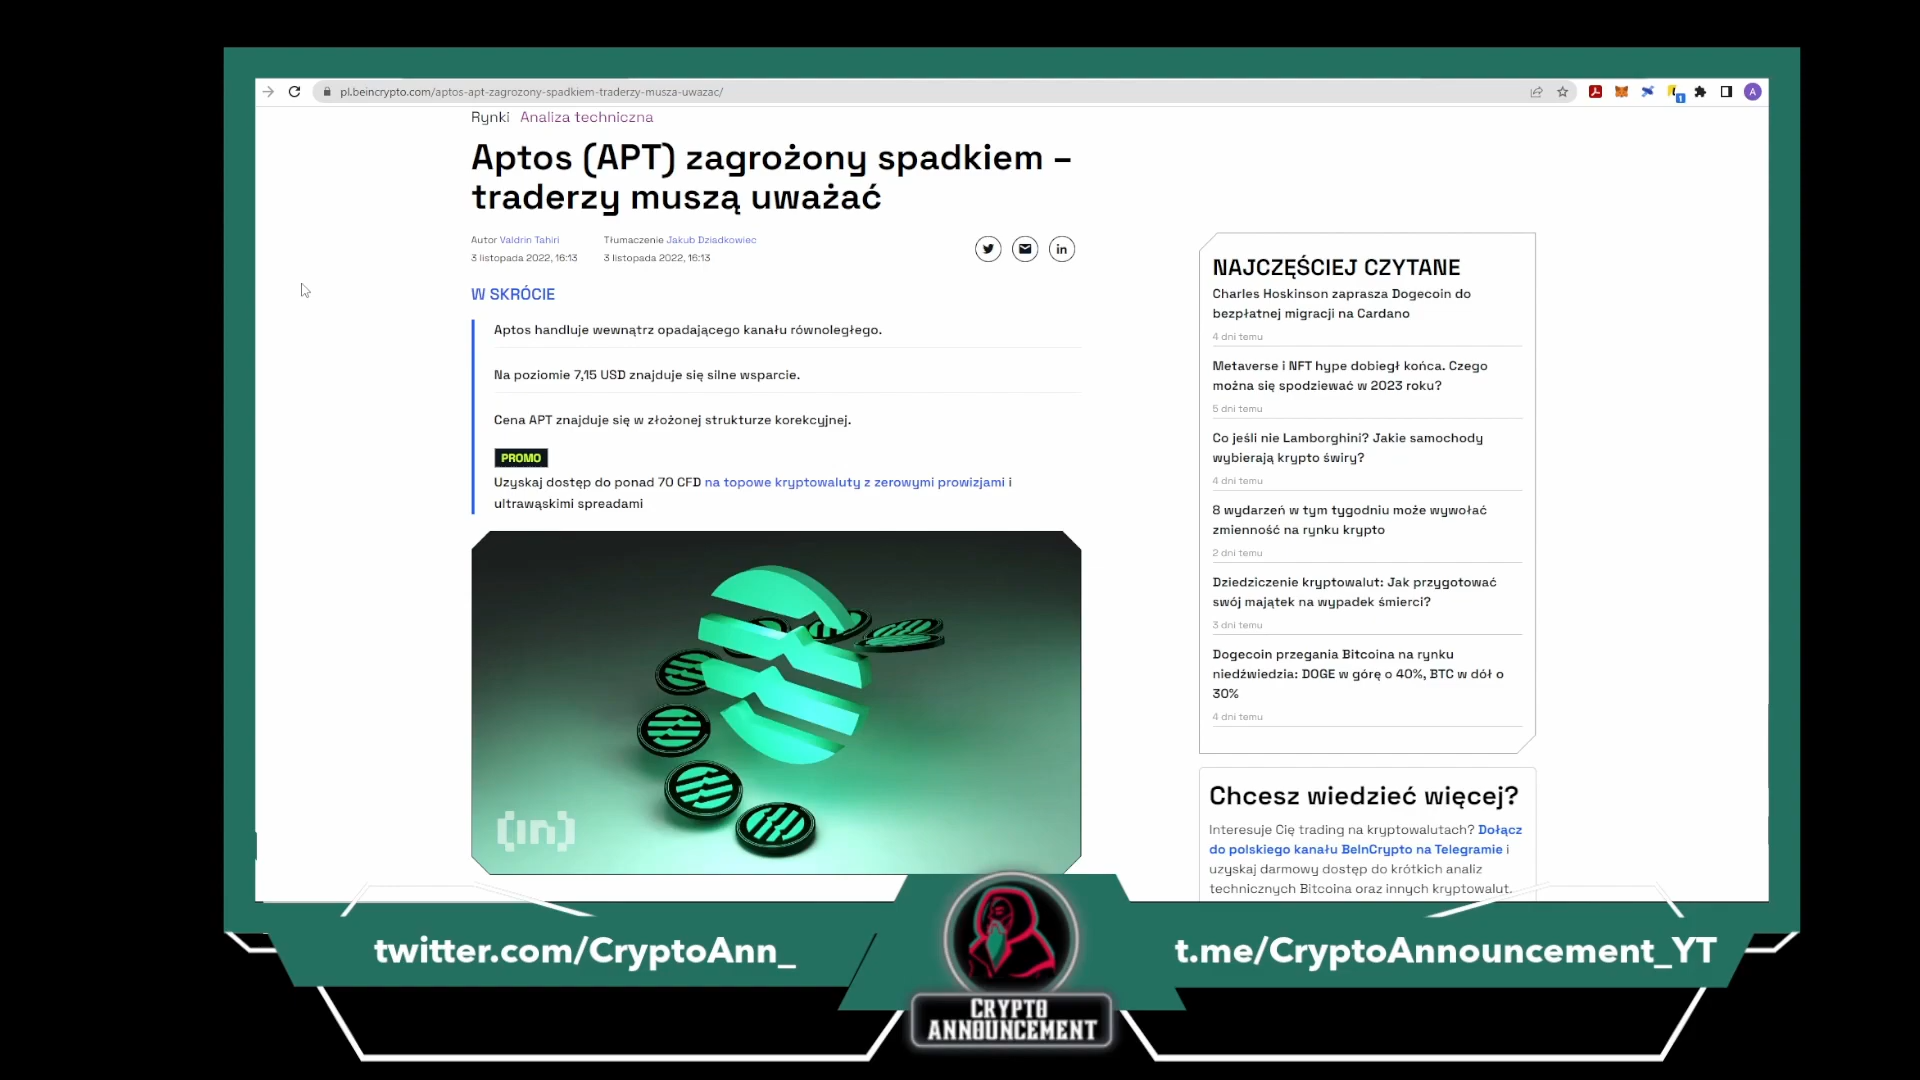 pl.beincrypto.com/aptos-apt-zagrozony-spadkiem-traderzy-musza-uwazac/
1
A
Rynki Analiza techniczna
Aptos (APT) zagrożony spadkiem –
traderzy muszą uważać
Autor Valdrin Tahiri
3 listopada 2022, 16:13
Tłumaczenie Jakub Dziadkowiec
3 listopada 2022, 16:13
in
W SKRÓCIE
Aptos handluje wewnątrz opadającego kanału równoległego.
Na poziomie 7,15 USD znajduje się silne wsparcie.
Cena APT znajduje się w złożonej strukturze korekcyjnej.
PROMO
Uzyskaj dostęp do ponad 70 CFD na topowe kryptowaluty z zerowymi prowizjami i
ultrawąskimi spreadami
(in)
NAJCZĘŚCIEJ CZYTANE
Charles Hoskinson zaprasza Dogecoin do
bezpłatnej migracji na Cardano
4 dni temu
Metaverse i NFT hype dobiegł końca. Czego
można się spodziewać w 2023 roku?
5 dni temu
Co jeśli nie Lamborghini? Jakie samochody
wybierają krypto świry?
4 dni temu
8 wydarzeń w tym tygodniu może wywołać
zmienność na rynku krypto
2 dni temu
Dziedziczenie kryptowalut: Jak przygotować
swój majątek na wypadek śmierci?
3 dni temu
Dogecoin przegania Bitcoina na rynku
niedźwiedzia: DOGE w górę o 40%, BTC w dół o
30%
4 dni temu
Chcesz wiedzieć więcej?
Interesuje Cię trading na kryptowalutach? Dołącz
do polskiego kanału BeInCrypto na Telegramie i
uzyskaj darmowy dostęp do krótkich analiz
technicznych Bitcoina oraz innych kryptowalut.
twitter.com/CryptoAnn_
CRYPTO
ANNOUNCEMENT
t.me/CryptoAnnouncement_YT